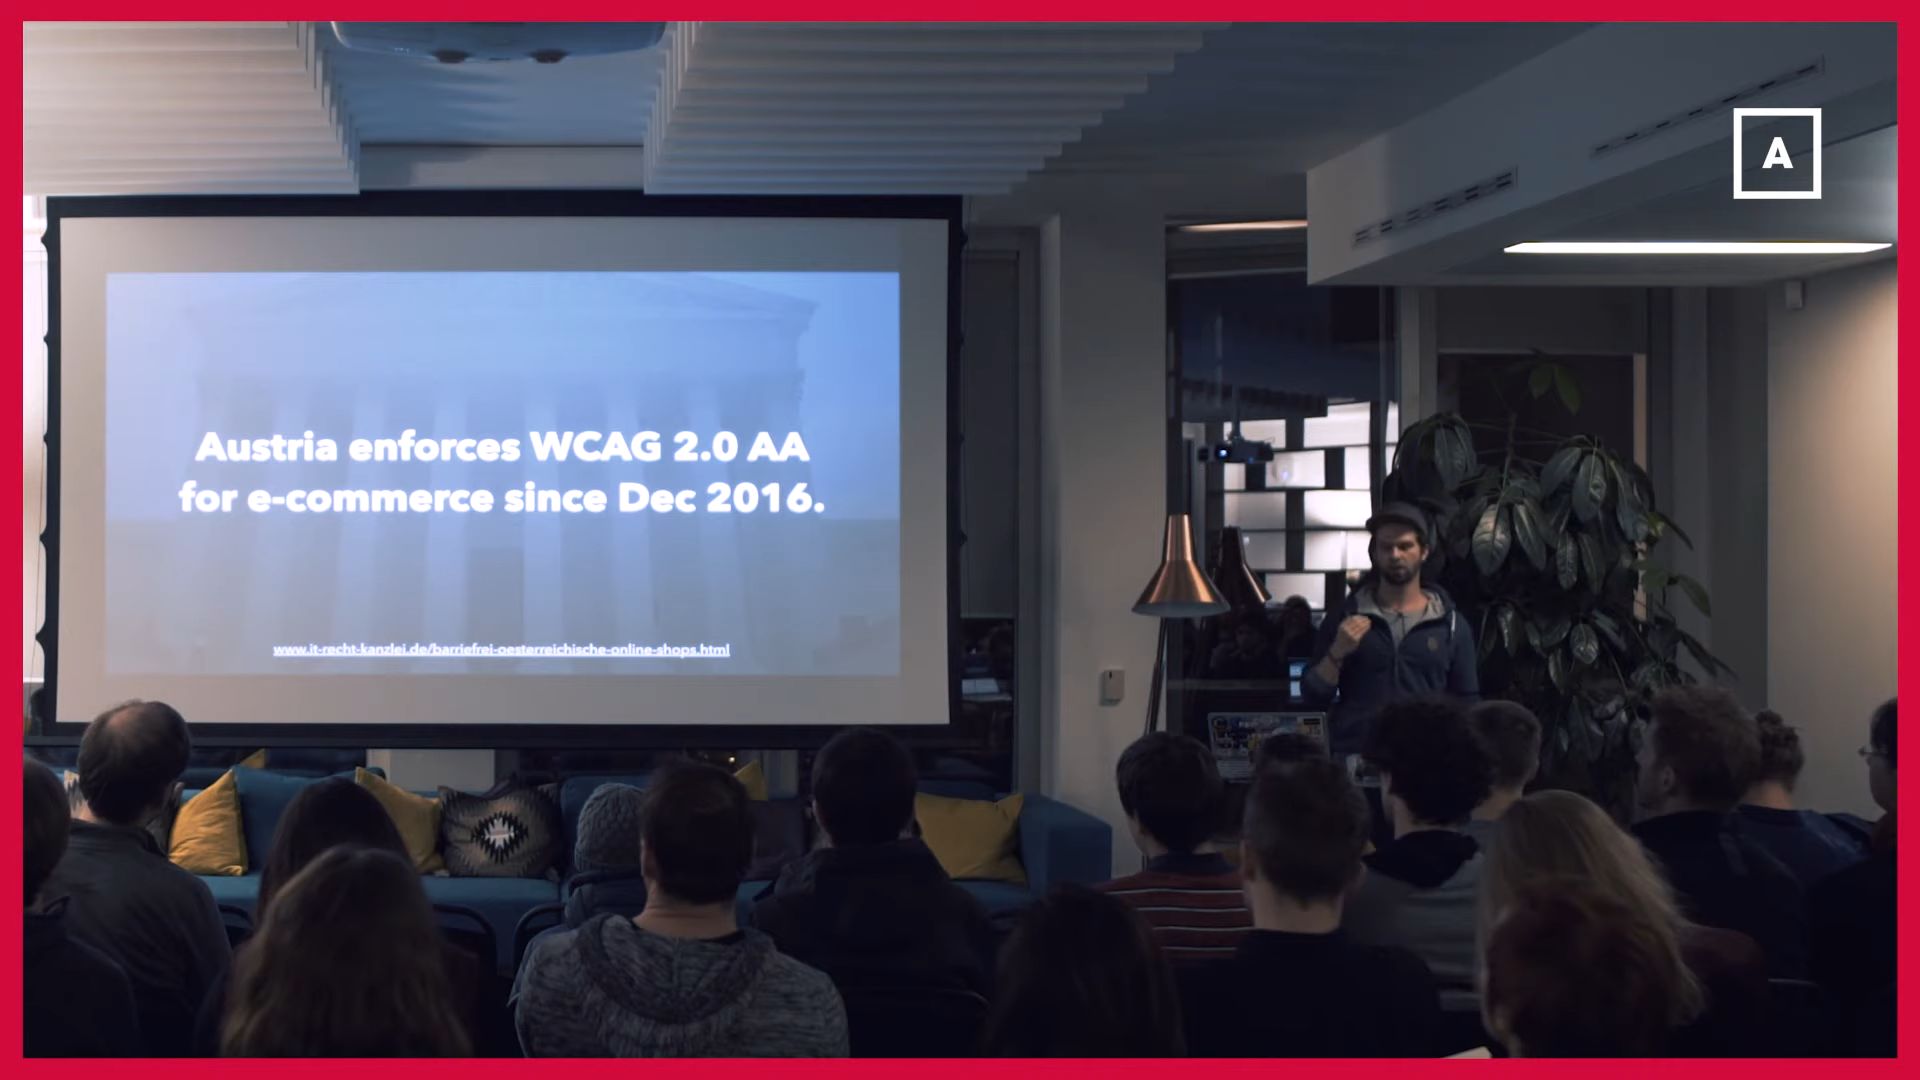 A
Austria enforces WCAG 2.0 AA
for e-commerce since Dec 2016.
www.it-recht-kanzlei.de/barriefrei-oesterreichische-online-shops.html